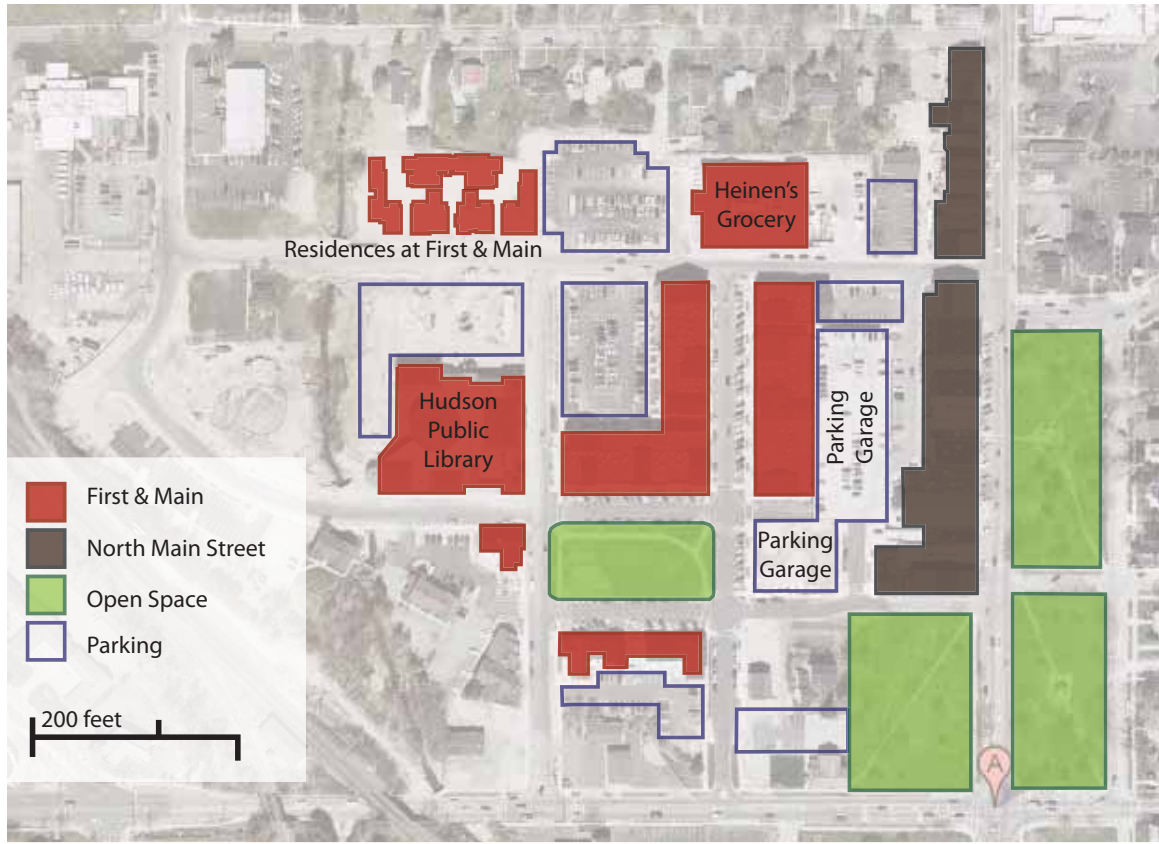 Heinen's
Grocery
Residences at First & Main
Hudson
Public
Library
Parking
Garage
Parking
Garage
First & Main
North Main Street
Open Space
Parking
200 feet
A